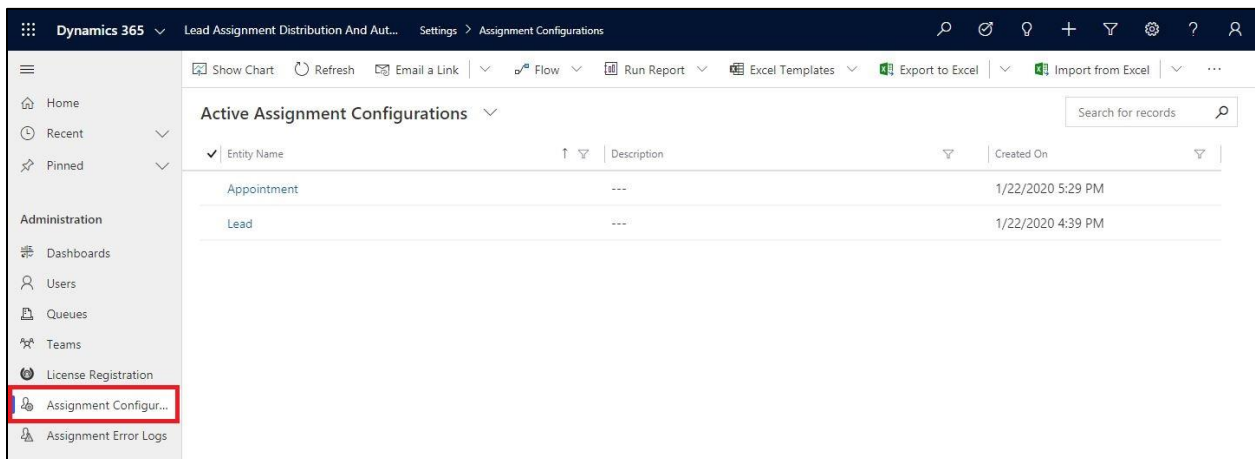 Dynamics 365 Lead Assignment Distribution And Aut... Settings > Assignment Configurations ?
Show Chart Refresh Email a Link Flow Run Report Excel Templates Export to Excel Import from Excel ...
Home
Recent
Pinned
Administration
Dashboards
Users
Queues
Teams
License Registration
Assignment Configur...
Assignment Error Logs
Active Assignment Configurations
Search for records
Entity Name Description Created On
Appointment --- 1/22/2020 5:29 PM
Lead --- 1/22/2020 4:39 PM